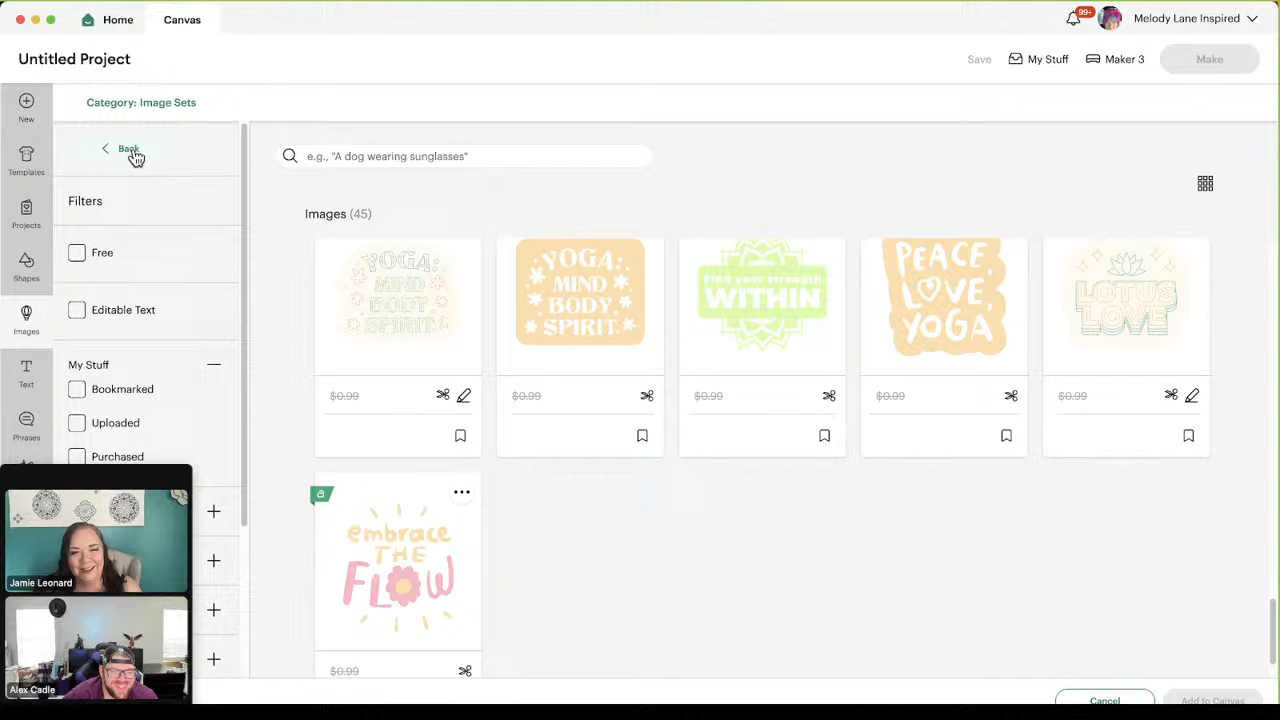 Home
Canvas
99+
Melody Lane Inspired
Untitled Project
Save
My Stuff
Maker 3
Make
New
Templates
Projects
Shapes
Images
Text
Phrases
Category: Image Sets
Back
Filters
Free
Editable Text
My Stuff
Bookmarked
Uploaded
Purchased
e.g., "A dog wearing sunglasses"
Images (45)
YOGA:
MIND
BODY
SPIRIT
YOGA:
MIND
BODY
SPIRIT.
Find your strength
WITHIN
PEACE,
LOVE,
YOGA
LOTUS
LOVE
$0.99
$0.99
$0.99
$0.99
$0.99
a
embrace
THE
FLOW
$0.99
Jamie Leonard
Alex Cadle
Cancel
Add to Canvas